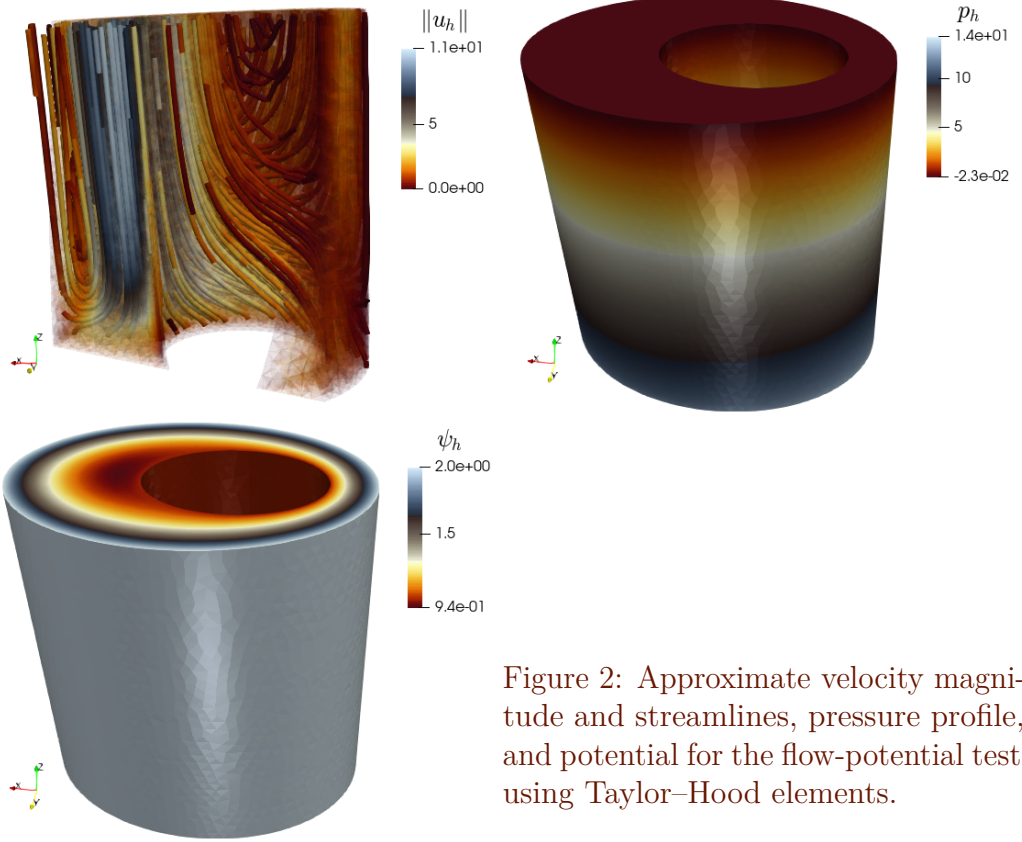 ‖u_h‖
1.1e+01
5
0.0e+00
Z
X
Y
p_h
1.4e+01
10
5
-2.3e-02
Z
X
Y
ψ_h
2.0e+00
1.5
9.4e-01
Z
X
Y
Figure 2: Approximate velocity magni-
tude and streamlines, pressure profile,
and potential for the flow-potential test
using Taylor–Hood elements.